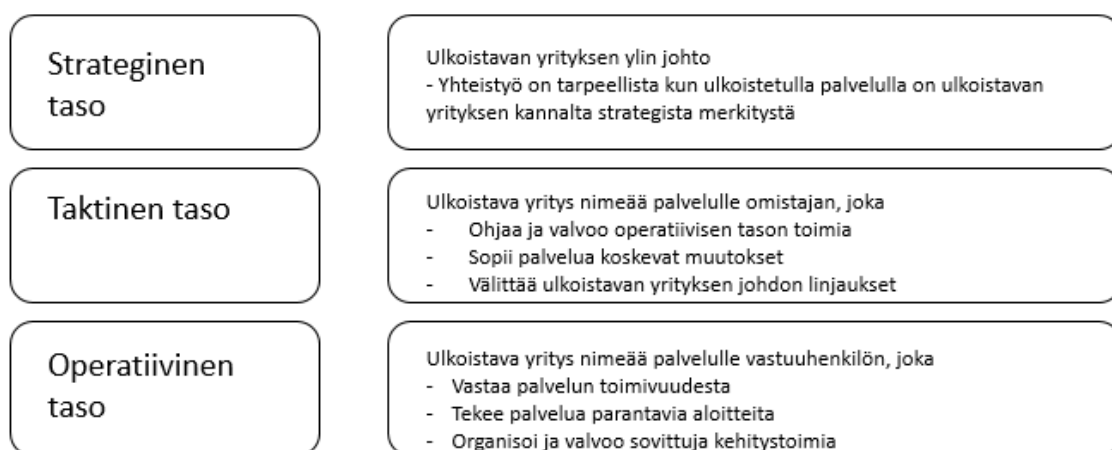 Strateginen
taso
Ulkoistavan yrityksen ylin johto
- Yhteistyö on tarpeellista kun ulkoistetulla palvelulla on ulkoistavan
yrityksen kannalta strategista merkitystä
Taktinen taso
Ulkoistava yritys nimeää palvelulle omistajan, joka
- Ohjaa ja valvoo operatiivisen tason toimia
- Sopii palvelua koskevat muutokset
- Välittää ulkoistavan yrityksen johdon linjaukset
Operatiivinen
taso
Ulkoistava yritys nimeää palvelulle vastuuhenkilön, joka
- Vastaa palvelun toimivuudesta
- Tekee palvelua parantavia aloitteita
- Organisoi ja valvoo sovittuja kehitystoimia